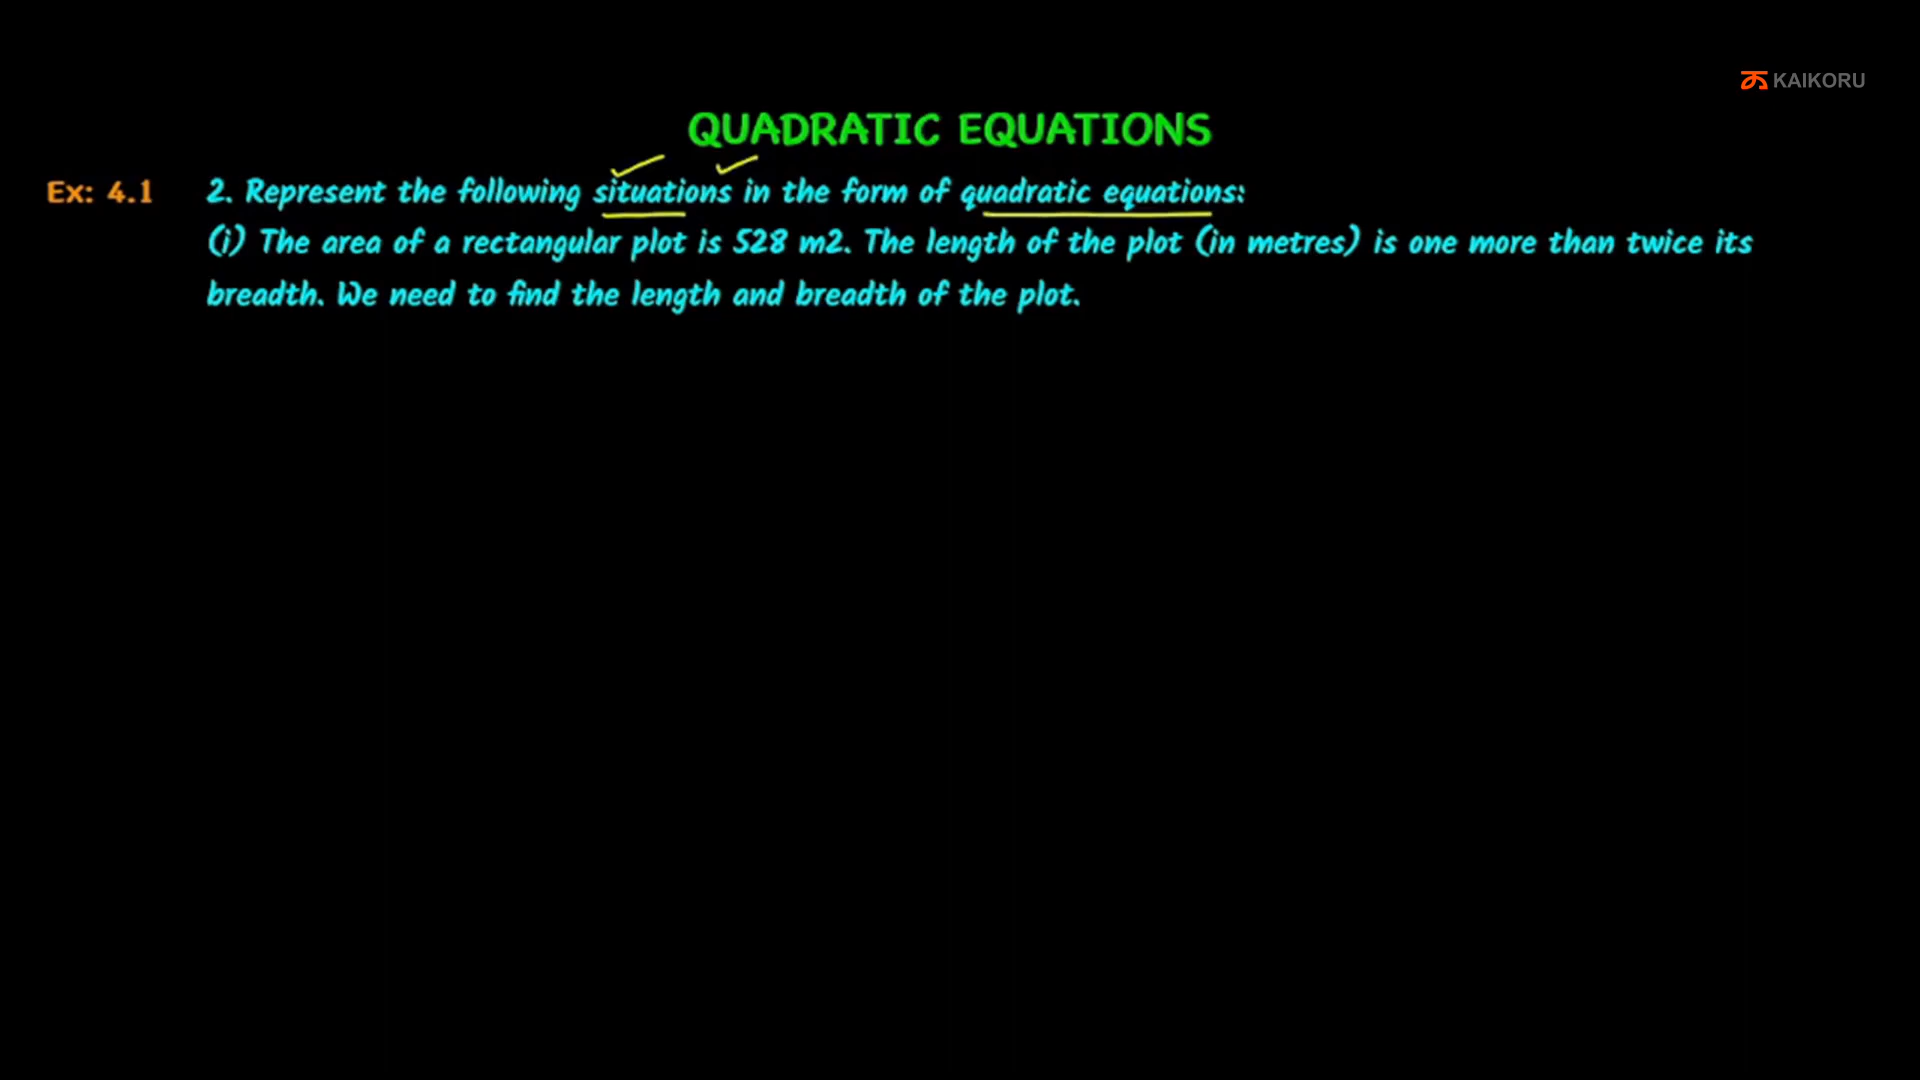 KAIKORU
QUADRATIC EQUATIONS
Ex: 4.1 2. Represent the following situations in the form of quadratic equations:
(i) The area of a rectangular plot is 528 m2. The length of the plot (in metres) is one more than twice its
breadth. We need to find the length and breadth of the plot.